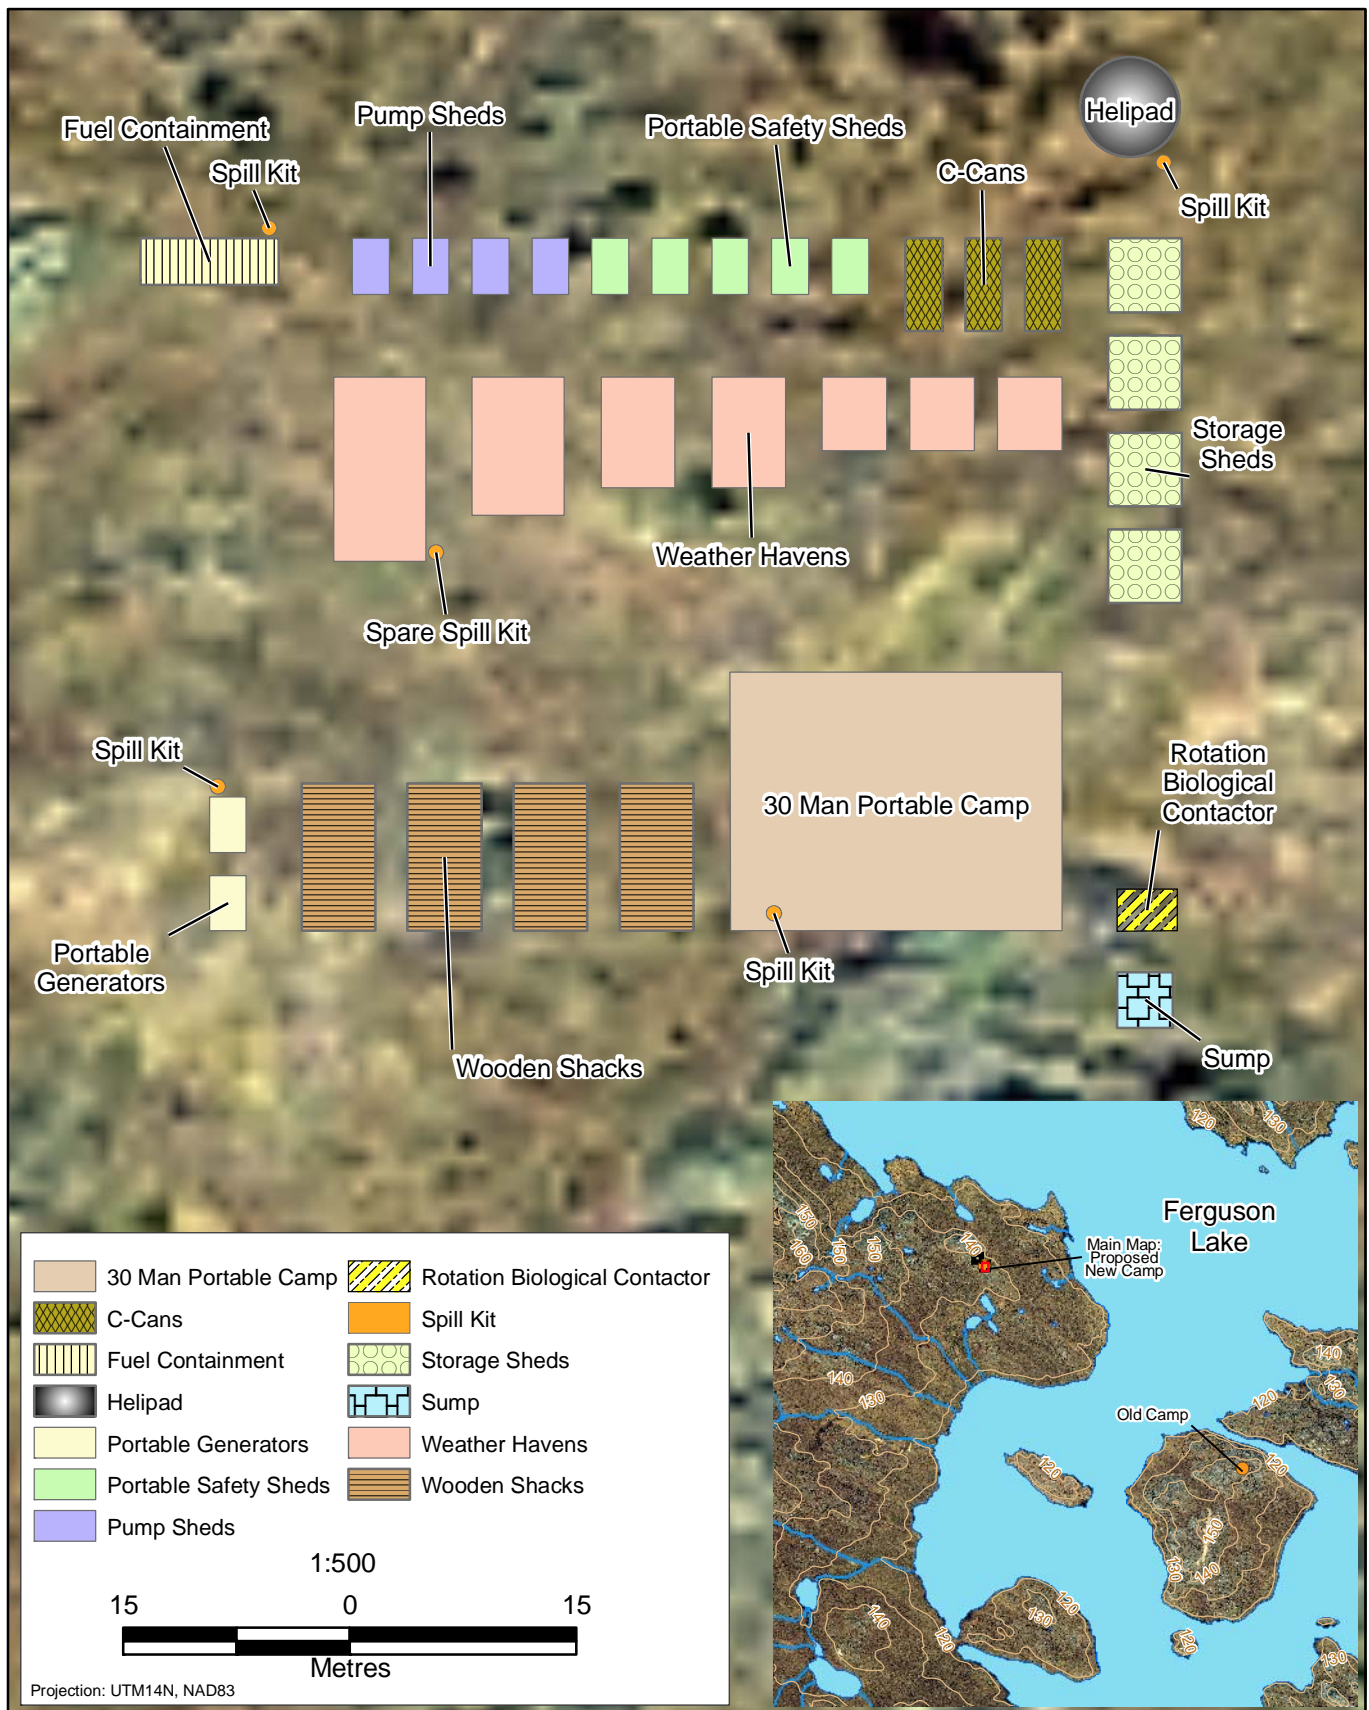 Helipad
Pump Sheds
Fuel Containment
Portable Safety Sheds
Spill Kit
C-Cans
Spill Kit
Storage
Sheds
Weather Havens
Spare Spill Kit
Spill Kit
Rotation
Biological
Contactor
30 Man Portable Camp
Portable
Generators
Spill Kit
Wooden Shacks
Sump
120
130
Ferguson
Lake
150
160
150
150
140
Main Map:
Proposed
New Camp
140
130
140
130
120
Old Camp
120
120
150
130
140
140
120
130
120
120
130
30 Man Portable Camp
C-Cans
Fuel Containment
Helipad
Portable Generators
Portable Safety Sheds
Pump Sheds
Rotation Biological Contactor
Spill Kit
Storage Sheds
Sump
Weather Havens
Wooden Shacks
1:500
15 0 15
Metres
Projection: UTM14N, NAD83